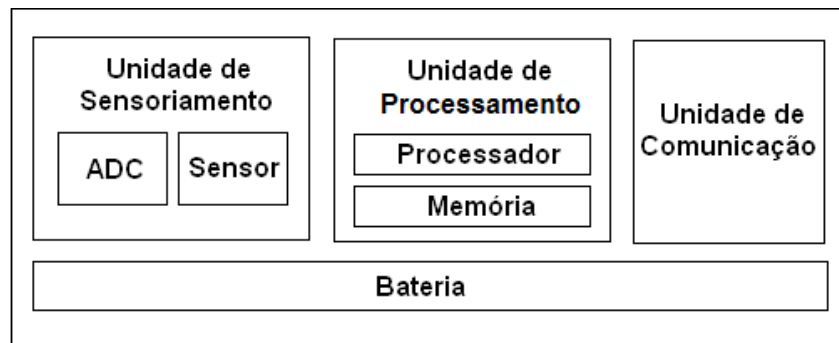 Unidade de
Sensoriamento
ADC
Sensor
Unidade de
Processamento
Processador
Memória
Unidade de
Comunicação
Bateria